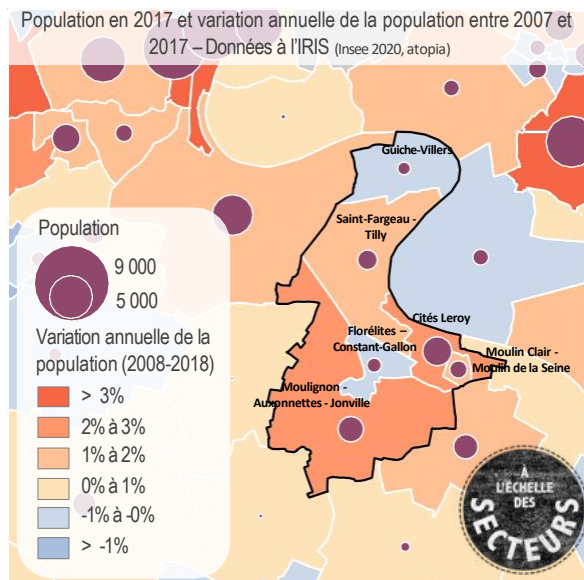 Population en 2017 et variation annuelle de la population entre 2007 et
2017 – Données à l'IRIS (Insee 2020, atopia)
Guiche-Villers
Saint-Fargeau -
Tilly
Cités Leroy
Florélites –
Constant-Gallon
Moulin Clair -
Moulin de la Seine
Moulignon -
Auxonnettes - Jonville
Population
9 000
5 000
Variation annuelle de la
population (2008-2018)
> 3%
2% à 3%
1% à 2%
0% à 1%
-1% à -0%
> -1%
À
L'ÉCHELLE
DES
SECTEURS